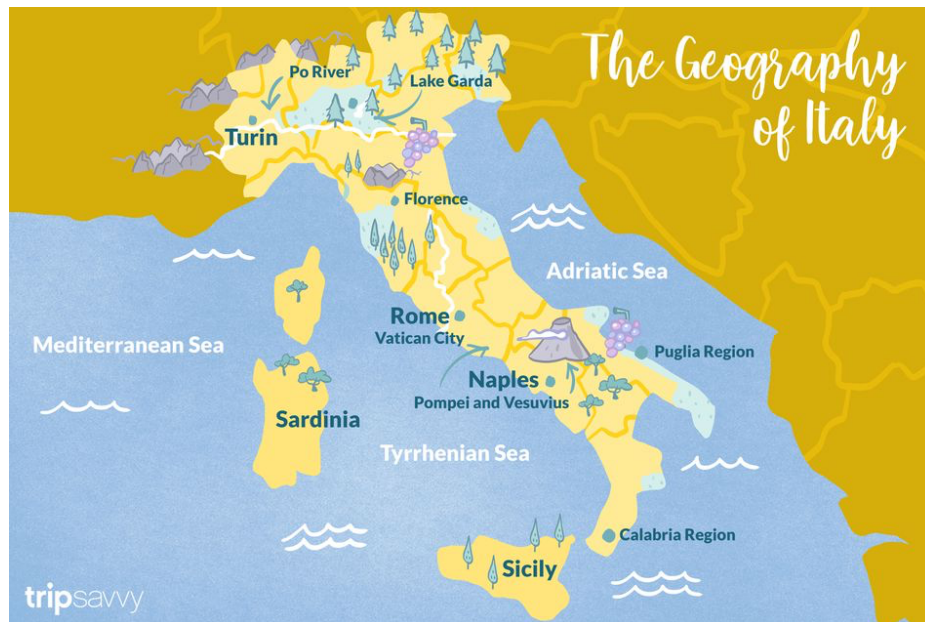 The Geography
of Italy
Po River
Lake Garda
Turin
Florence
Adriatic Sea
Rome
Vatican City
Mediterranean Sea
Puglia Region
Naples
Pompei and Vesuvius
Sardinia
Tyrrhenian Sea
Calabria Region
Sicily
tripsavvy